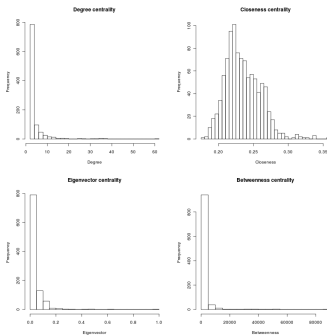 Degree centrality
Frequency
0 200 400 600 800
0 10 20 30 40 50 60
Degree
Closeness centrality
Frequency
0 20 40 60 80 100
0.20 0.25 0.30 0.35
Closeness
Eigenvector centrality
Frequency
0 200 400 600 800
0.0 0.2 0.4 0.6 0.8 1.0
Eigenvector
Betweenness centrality
Frequency
0 200 400 600 800
0 20000 40000 60000 80000
Betweenness